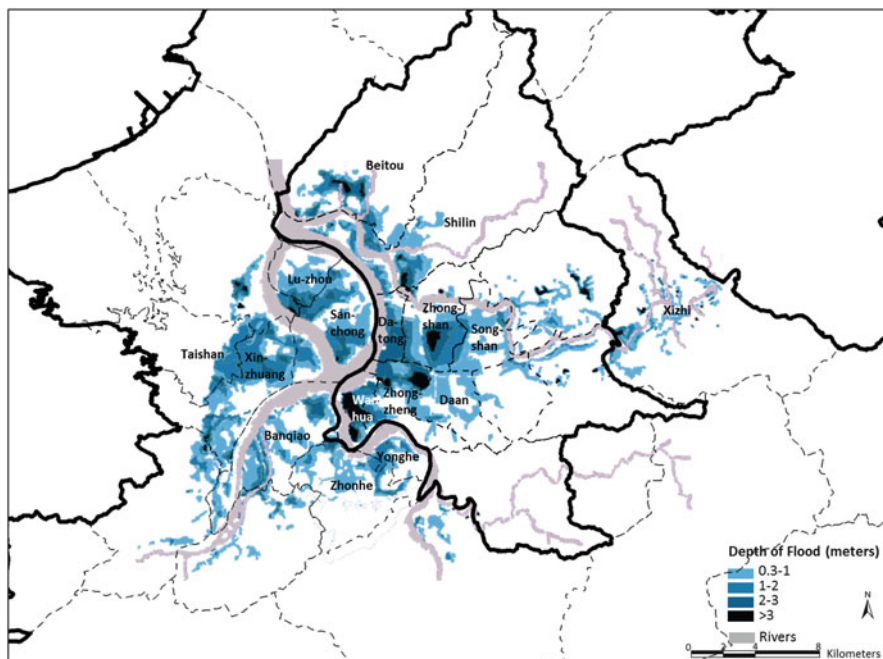 Beitou
Shilin
Lu-zhou
San-
chong
Da-
tong
Zhong-
shan
Song-
shan
Xizhi
Taishan
Xin-
zhuang
Wan-
hua
Zhong-
zheng
Daan
Banqiao
Yonghe
Zhonhe
Depth of Flood (meters)
0.3-1
1-2
2-3
>3
Rivers
N
0 2 4 8
Kilometers